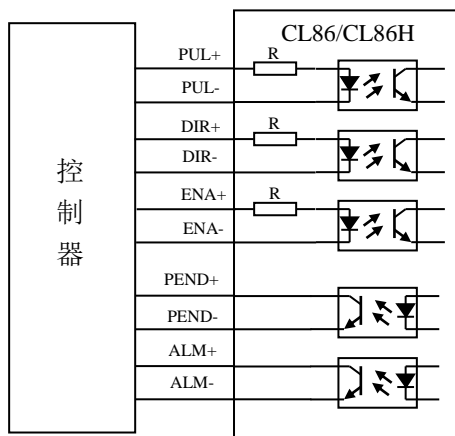 CL86/CL86H
PUL+
R
PUL-
DIR+
R
DIR-
ENA+
R
ENA-
PEND+
PEND-
ALM+
ALM-
控
制
器